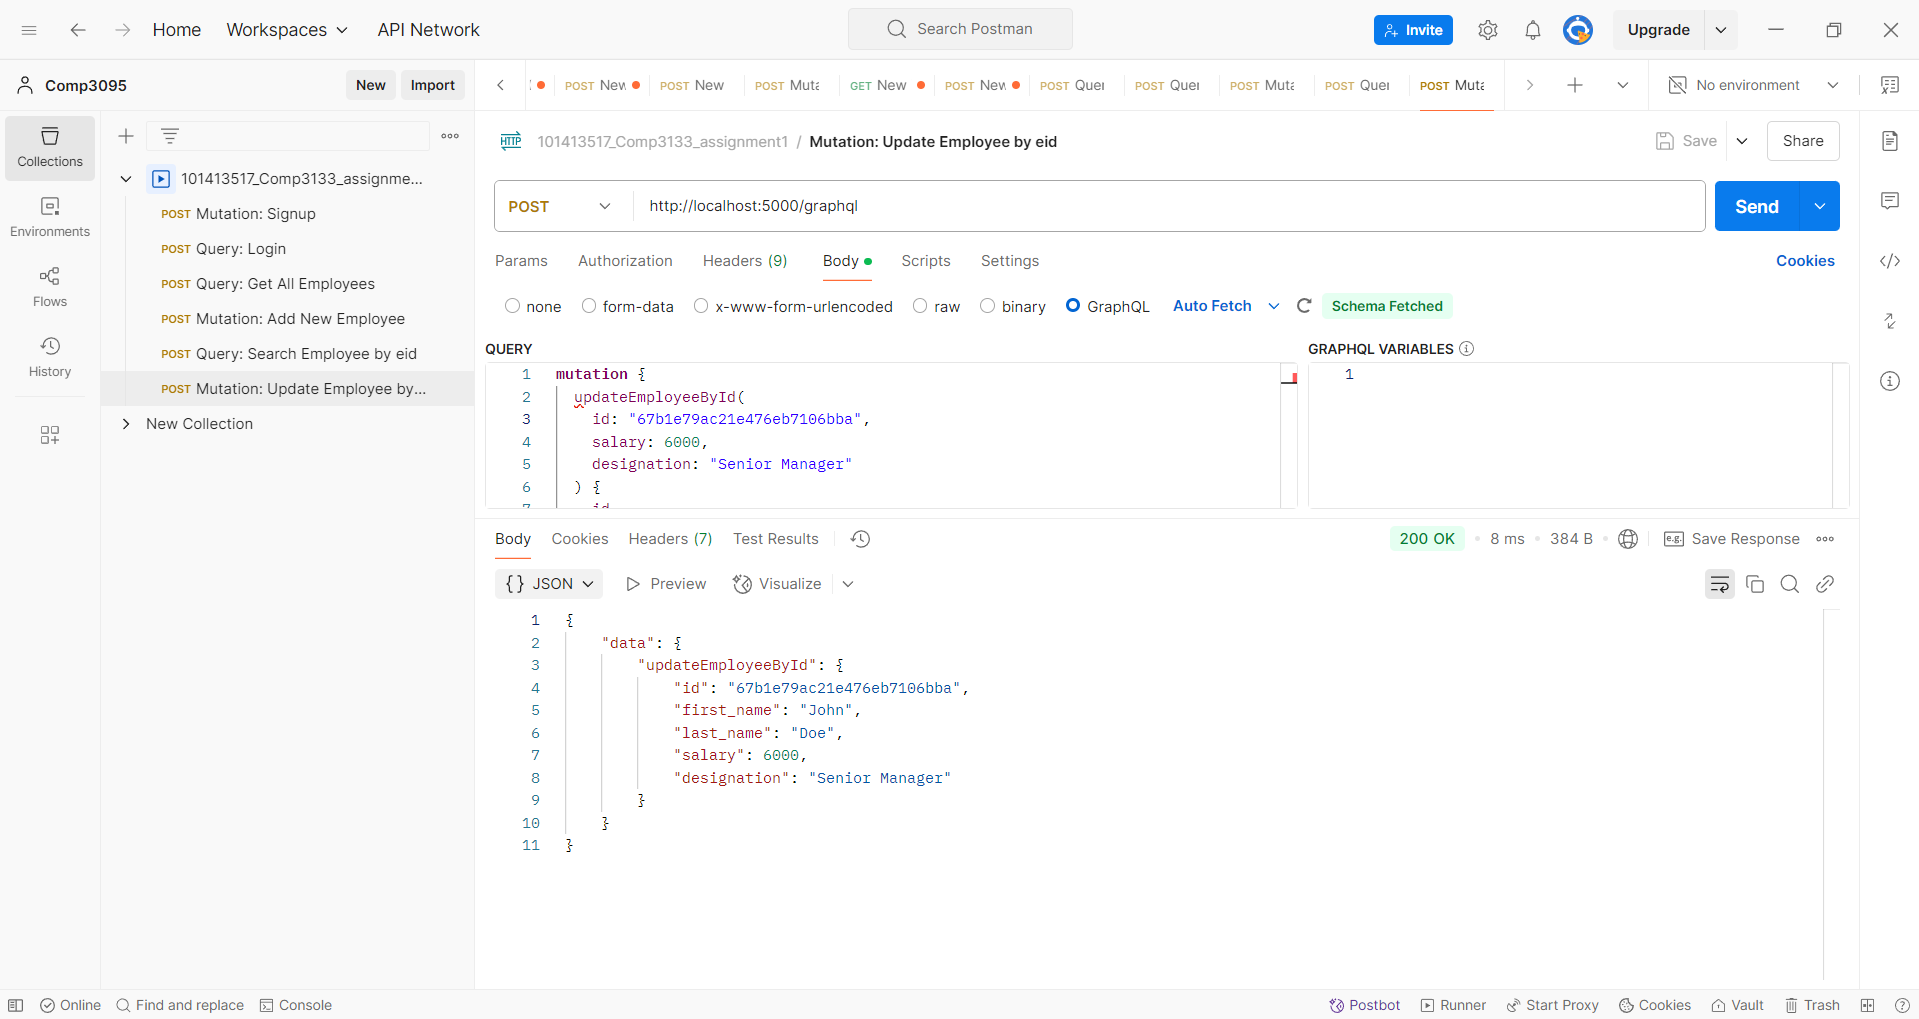 Home Workspaces API Network Search Postman Invite Upgrade
Comp3095 New Import
POST New POST New POST Muta GET New POST New POST Quer POST Quer POST Muta POST Quer POST Muta No environment
Collections
Environments
Flows
History
101413517_Comp3133_assignme...
POST Mutation: Signup
POST Query: Login
POST Query: Get All Employees
POST Mutation: Add New Employee
POST Query: Search Employee by eid
POST Mutation: Update Employee by...
New Collection
HTTP 101413517_Comp3133_assignment1 / Mutation: Update Employee by eid Save Share
POST http://localhost:5000/graphql Send
Params Authorization Headers (9) Body Scripts Settings Cookies
none form-data x-www-form-urlencoded raw binary GraphQL Auto Fetch Schema Fetched
QUERY
1 mutation {
2 updateEmployeeById(
3 id: "67b1e79ac21e476eb7106bba",
4 salary: 6000,
5 designation: "Senior Manager"
6 ) {
7 id
GRAPHQL VARIABLES
1
Body Cookies Headers (7) Test Results 200 OK 8 ms 384 B e.g. Save Response
{} JSON Preview Visualize
1 {
2 "data": {
3 "updateEmployeeById": {
4 "id": "67b1e79ac21e476eb7106bba",
5 "first_name": "John",
6 "last_name": "Doe",
7 "salary": 6000,
8 "designation": "Senior Manager"
9 }
10 }
11 }
Online Find and replace Console Postbot Runner Start Proxy Cookies Vault Trash